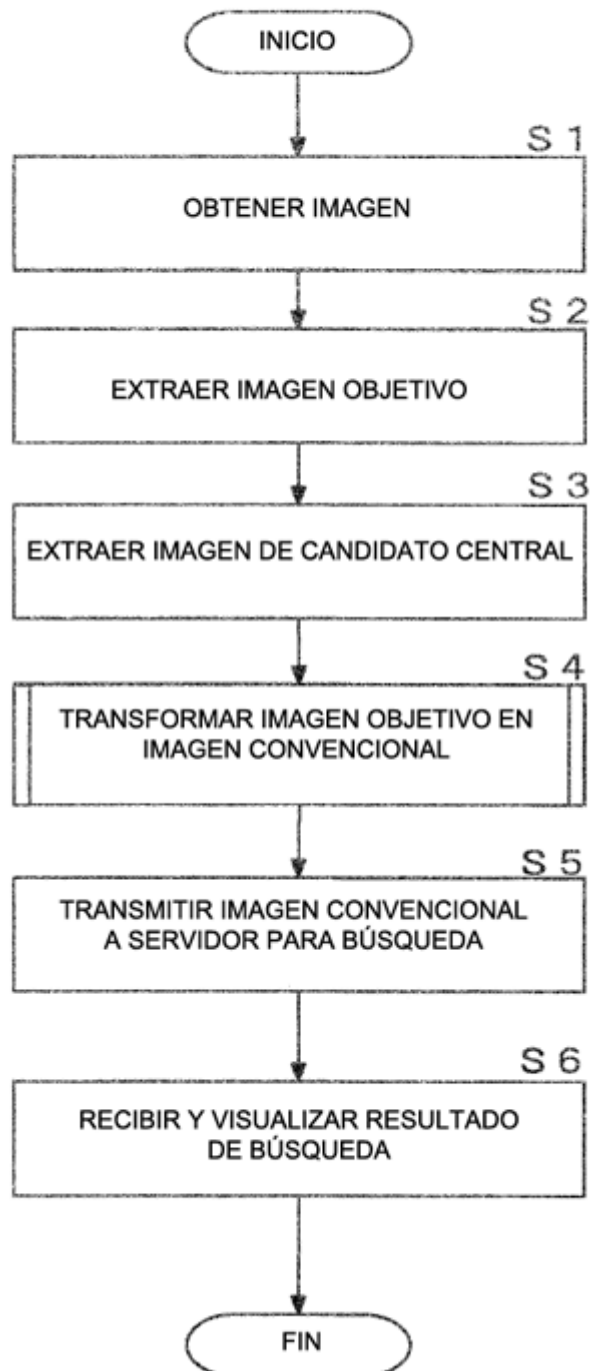 INICIO
S 1
OBTENER IMAGEN
S 2
EXTRAER IMAGEN OBJETIVO
S 3
EXTRAER IMAGEN DE CANDIDATO CENTRAL
S 4
TRANSFORMAR IMAGEN OBJETIVO EN
IMAGEN CONVENCIONAL
S 5
TRANSMITIR IMAGEN CONVENCIONAL
A SERVIDOR PARA BÚSQUEDA
S 6
RECIBIR Y VISUALIZAR RESULTADO
DE BÚSQUEDA
FIN